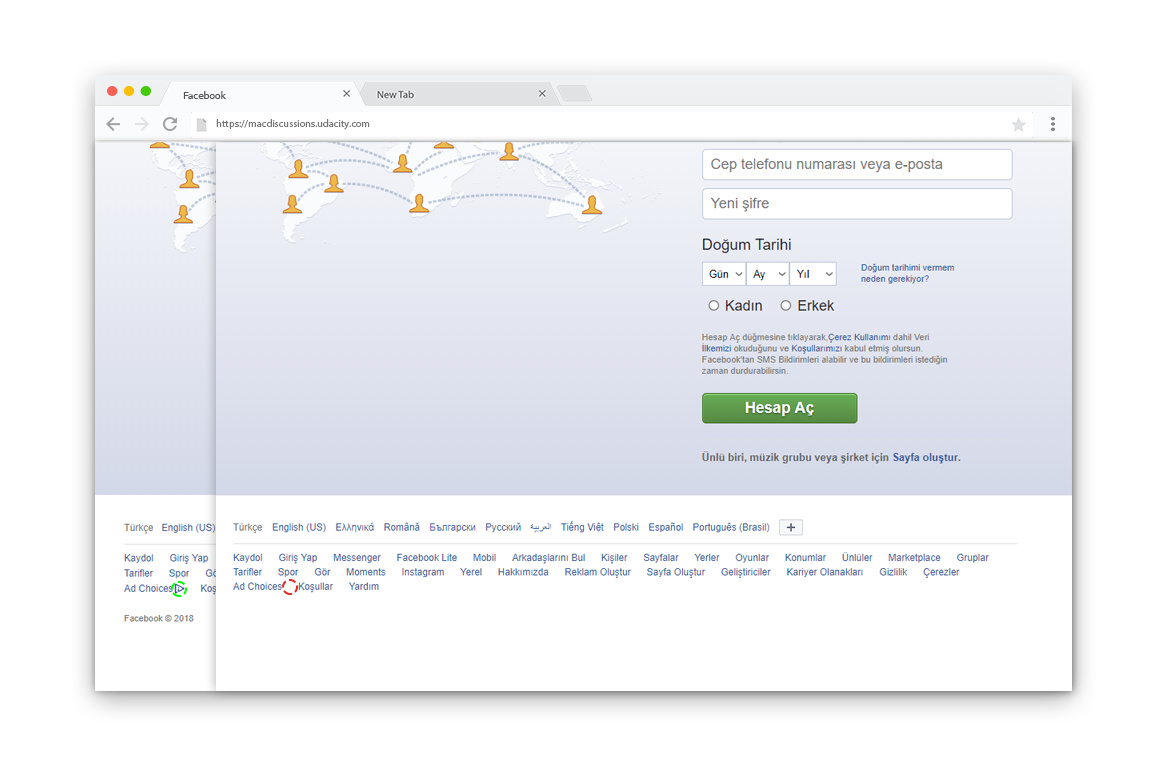 Facebook
New Tab
https://macdiscussions.udacity.com
Cep telefonu numarası veya e-posta
Yeni şifre
Doğum Tarihi
Gün Ay Yıl
Doğum tarihimi vermem
neden gerekiyor?
Kadın Erkek
Hesap Aç düğmesine tıklayarak,Çerez Kullanımı dahil Veri
İlkemizi okuduğunu ve Koşullarımızı kabul etmiş olursun.
Facebook'tan SMS Bildirimleri alabilir ve bu bildirimleri istediğin
zaman durdurabilirsin.
Hesap Aç
Ünlü biri, müzik grubu veya şirket için Sayfa oluştur.
Türkçe English (US)
Kaydol Giriş Yap
Tarifler Spor Gö
Ad Choices Koş
Facebook © 2018
Türkçe English (US) Ελληνικά Română Български Русский العربية Tiếng Việt Polski Español Português (Brasil) +
Kaydol Giriş Yap Messenger Facebook Lite Mobil Arkadaşlarını Bul Kişiler Sayfalar Yerler Oyunlar Konumlar Ünlüler Marketplace Gruplar
Tarifler Spor Gör Moments Instagram Yerel Hakkımızda Reklam Oluştur Sayfa Oluştur Geliştiriciler Kariyer Olanakları Gizlilik Çerezler
Ad Choices Koşullar Yardım